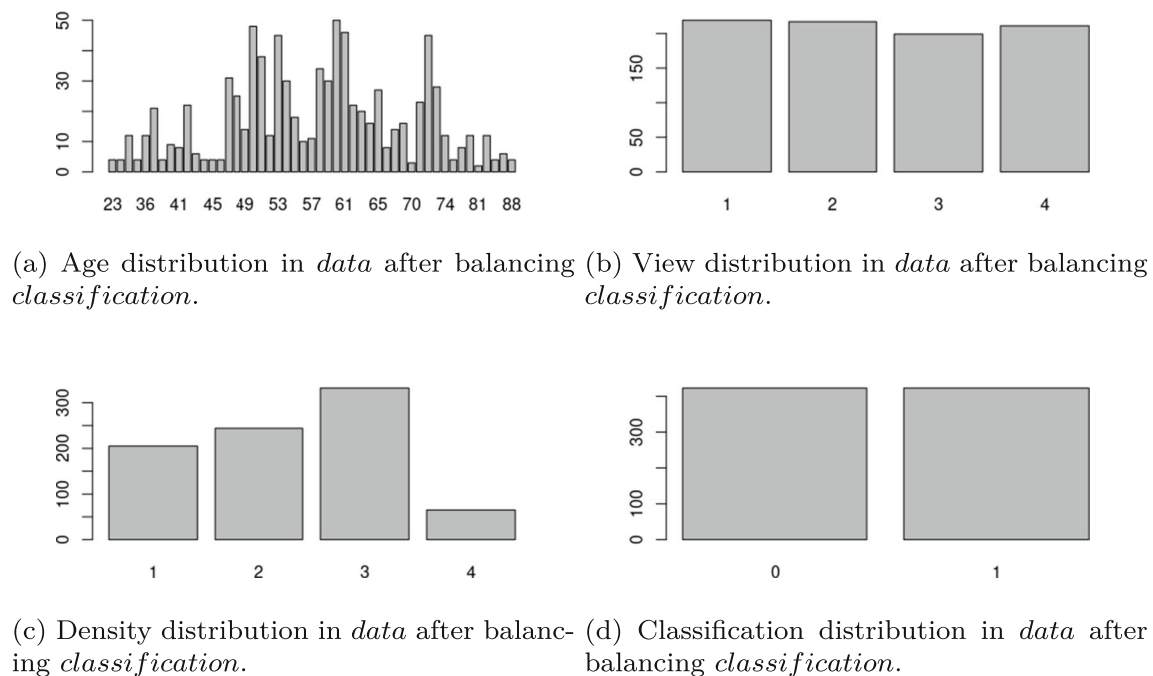 50
30
10
0
23 36 41 45 49 53 57 61 65 70 74 81 88
(a) Age distribution in data after balancing
classification.
150
50
0
1 2 3 4
(b) View distribution in data after balancing
classification.
300
200
100
0
1 2 3 4
(c) Density distribution in data after balanc-
ing classification.
300
100
0
0 1
(d) Classification distribution in data after
balancing classification.